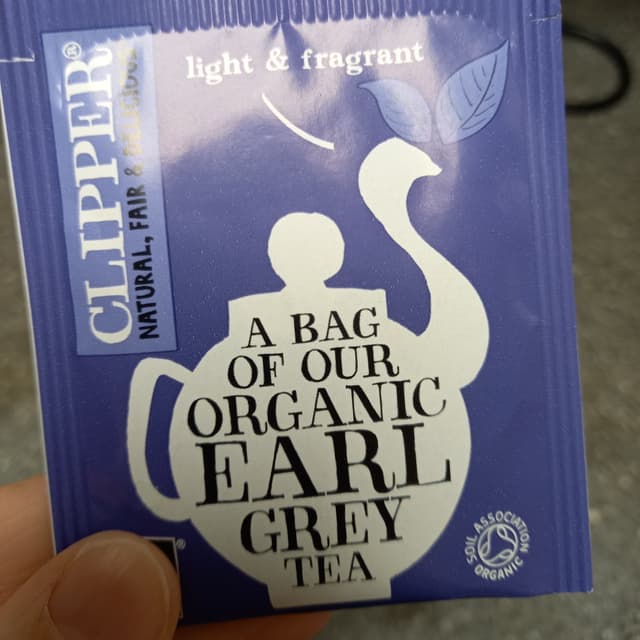 CLIPPER®
NATURAL, FAIR & DELICIOUS
light & fragrant
A BAG
OF OUR
ORGANIC
EARL
GREY
TEA
SOIL ASSOCIATION
ORGANIC